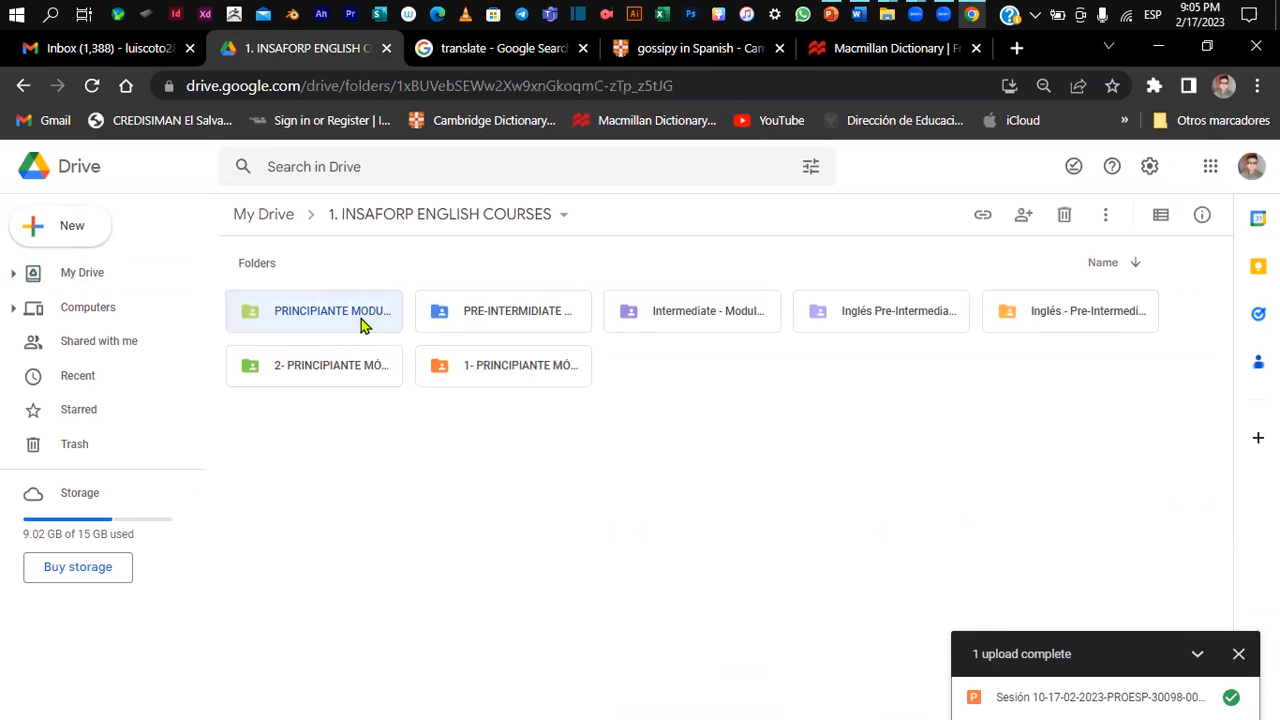 ESP
9:05 PM
2/17/2023
Inbox (1,388) - luiscoto2
1. INSAFORP ENGLISH C
translate - Google Search
gossipy in Spanish - Cam
Macmillan Dictionary | Fr
drive.google.com/drive/folders/1xBUVebSEWw2Xw9xnGkoqmC-zTp_z5tJG
Gmail
CREDISIMAN El Salva...
Sign in or Register | I...
Cambridge Dictionary...
Macmillan Dictionary...
YouTube
Dirección de Educaci...
iCloud
»
Otros marcadores
Drive
Search in Drive
New
My Drive
Computers
Shared with me
Recent
Starred
Trash
Storage
9.02 GB of 15 GB used
Buy storage
My Drive > 1. INSAFORP ENGLISH COURSES
Folders
Name
PRINCIPIANTE MODU...
PRE-INTERMIDIATE ...
Intermediate - Modul...
Inglés Pre-Intermedia...
Inglés - Pre-Intermedi...
2- PRINCIPIANTE MÓ...
1- PRINCIPIANTE MÓ...
1 upload complete
Sesión 10-17-02-2023-PROESP-30098-00...